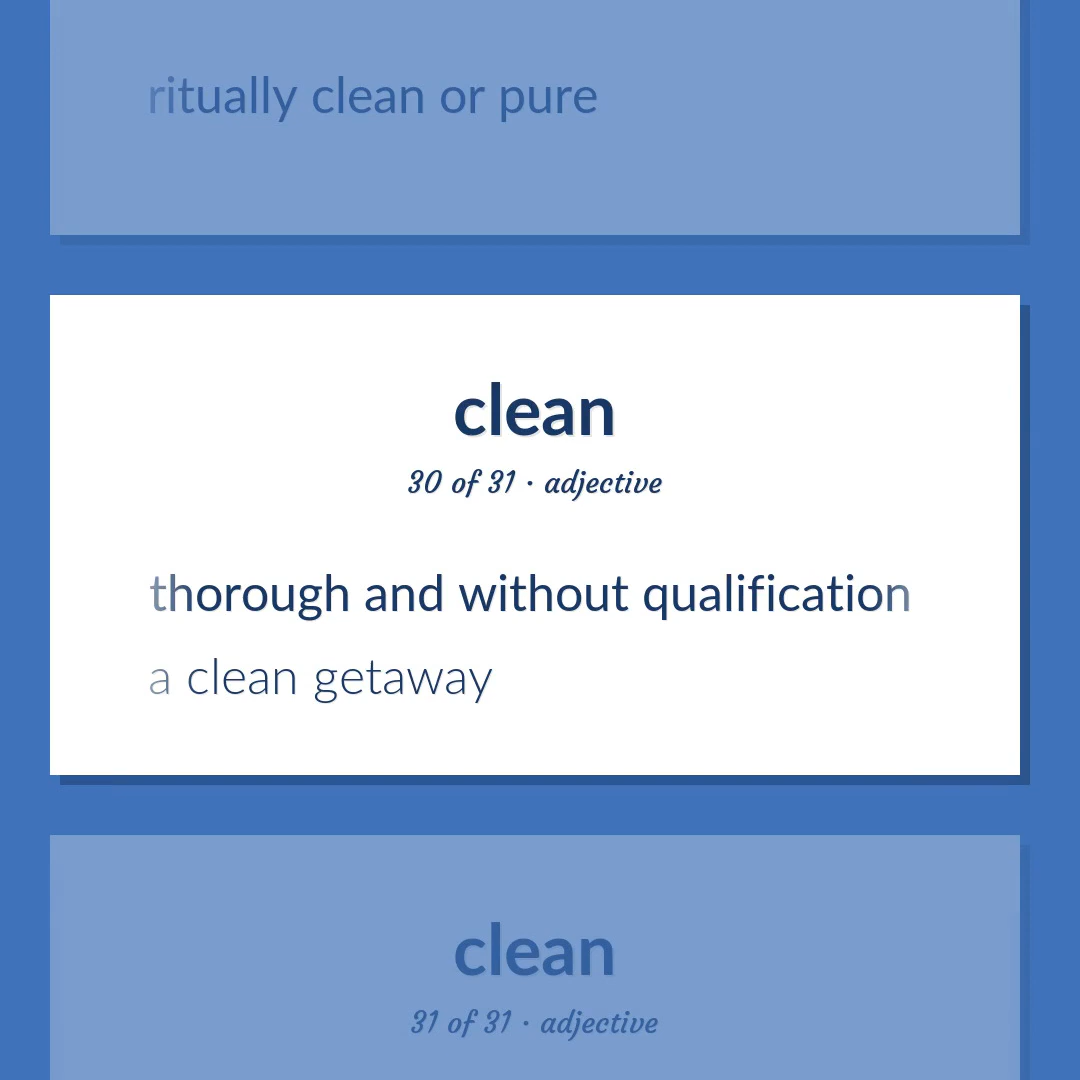 ritually clean or pure
clean
30 of 31 · adjective
thorough and without qualification
a clean getaway
clean
31 of 31 · adjective